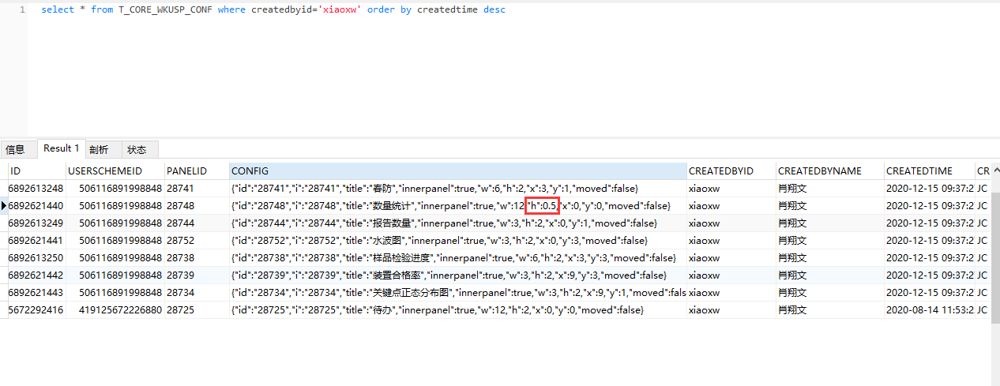 1 select * from T_CORE_WKUSP_CONF where createdbyid='xiaoxw' order by createdtime desc
信息 Result 1 剖析 状态
ID USERSCHEMEID PANELID CONFIG CREATEDBYID CREATEDBYNAME CREATEDTIME CR
6892613248 506116891998848 28741 {"id":"28741","i":"28741","title":"春防","innerpanel":true,"w":6,"h":2,"x":3,"y":1,"moved":false} xiaoxw 肖翔文 2020-12-15 09:37:2 JC
6892621440 506116891998848 28748 {"id":"28748","i":"28748","title":"数量统计","innerpanel":true,"w":12,"h":0.5,"x":0,"y":0,"moved":false} xiaoxw 肖翔文 2020-12-15 09:37:2 JC
6892613249 506116891998848 28744 {"id":"28744","i":"28744","title":"报告数量","innerpanel":true,"w":3,"h":2,"x":0,"y":1,"moved":false} xiaoxw 肖翔文 2020-12-15 09:37:2 JC
6892621441 506116891998848 28752 {"id":"28752","i":"28752","title":"水波图","innerpanel":true,"w":3,"h":2,"x":0,"y":3,"moved":false} xiaoxw 肖翔文 2020-12-15 09:37:2 JC
6892613250 506116891998848 28738 {"id":"28738","i":"28738","title":"样品检验进度","innerpanel":true,"w":6,"h":2,"x":3,"y":3,"moved":false} xiaoxw 肖翔文 2020-12-15 09:37:2 JC
6892621442 506116891998848 28739 {"id":"28739","i":"28739","title":"装置合格率","innerpanel":true,"w":3,"h":2,"x":9,"y":3,"moved":false} xiaoxw 肖翔文 2020-12-15 09:37:2 JC
6892621443 506116891998848 28734 {"id":"28734","i":"28734","title":"关键点正态分布图","innerpanel":true,"w":3,"h":2,"x":9,"y":1,"moved":fals xiaoxw 肖翔文 2020-12-15 09:37:2 JC
5672292416 419125672226880 28725 {"id":"28725","i":"28725","title":"待办","innerpanel":true,"w":12,"h":2,"x":0,"y":0,"moved":false} xiaoxw 肖翔文 2020-08-14 11:53:2 JC